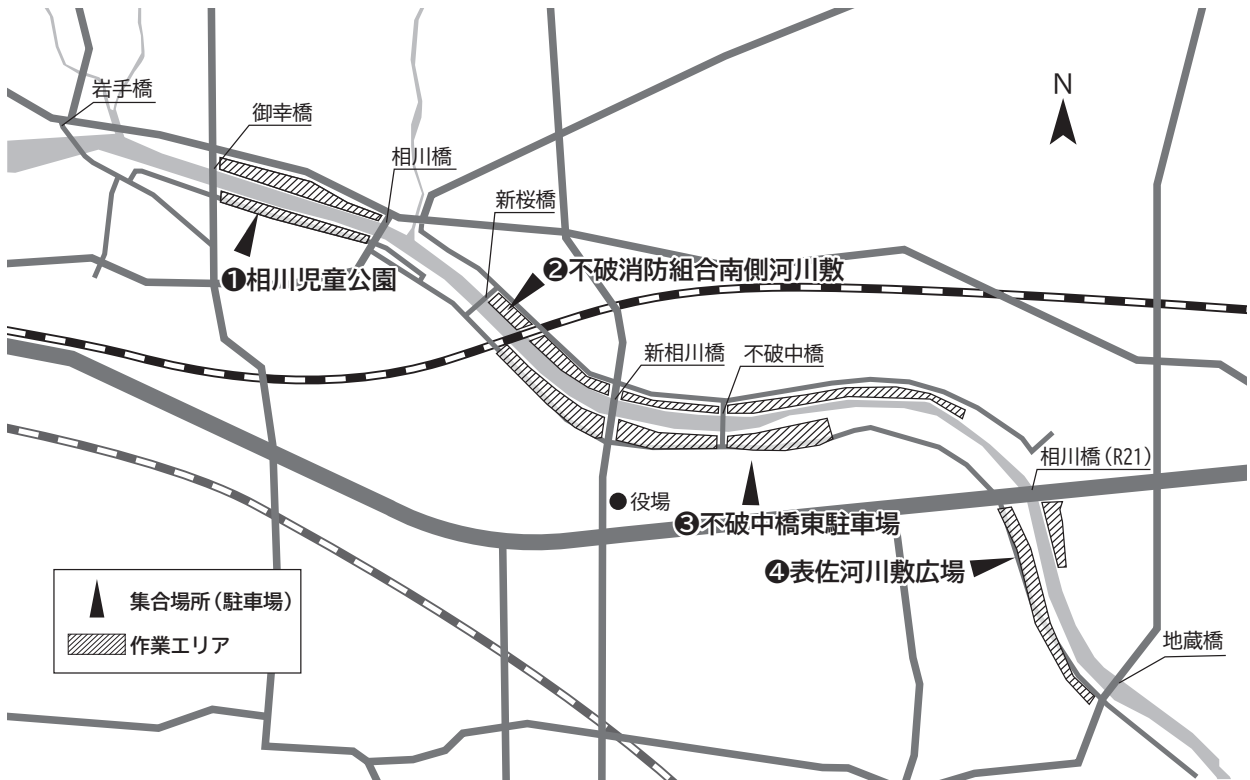 岩手橋
御幸橋
N
相川橋
新桜橋
❶相川児童公園
❷不破消防組合南側河川敷
新相川橋
不破中橋
相川橋(R21)
●役場
❸不破中橋東駐車場
❹表佐河川敷広場
集合場所(駐車場)
作業エリア
地蔵橋